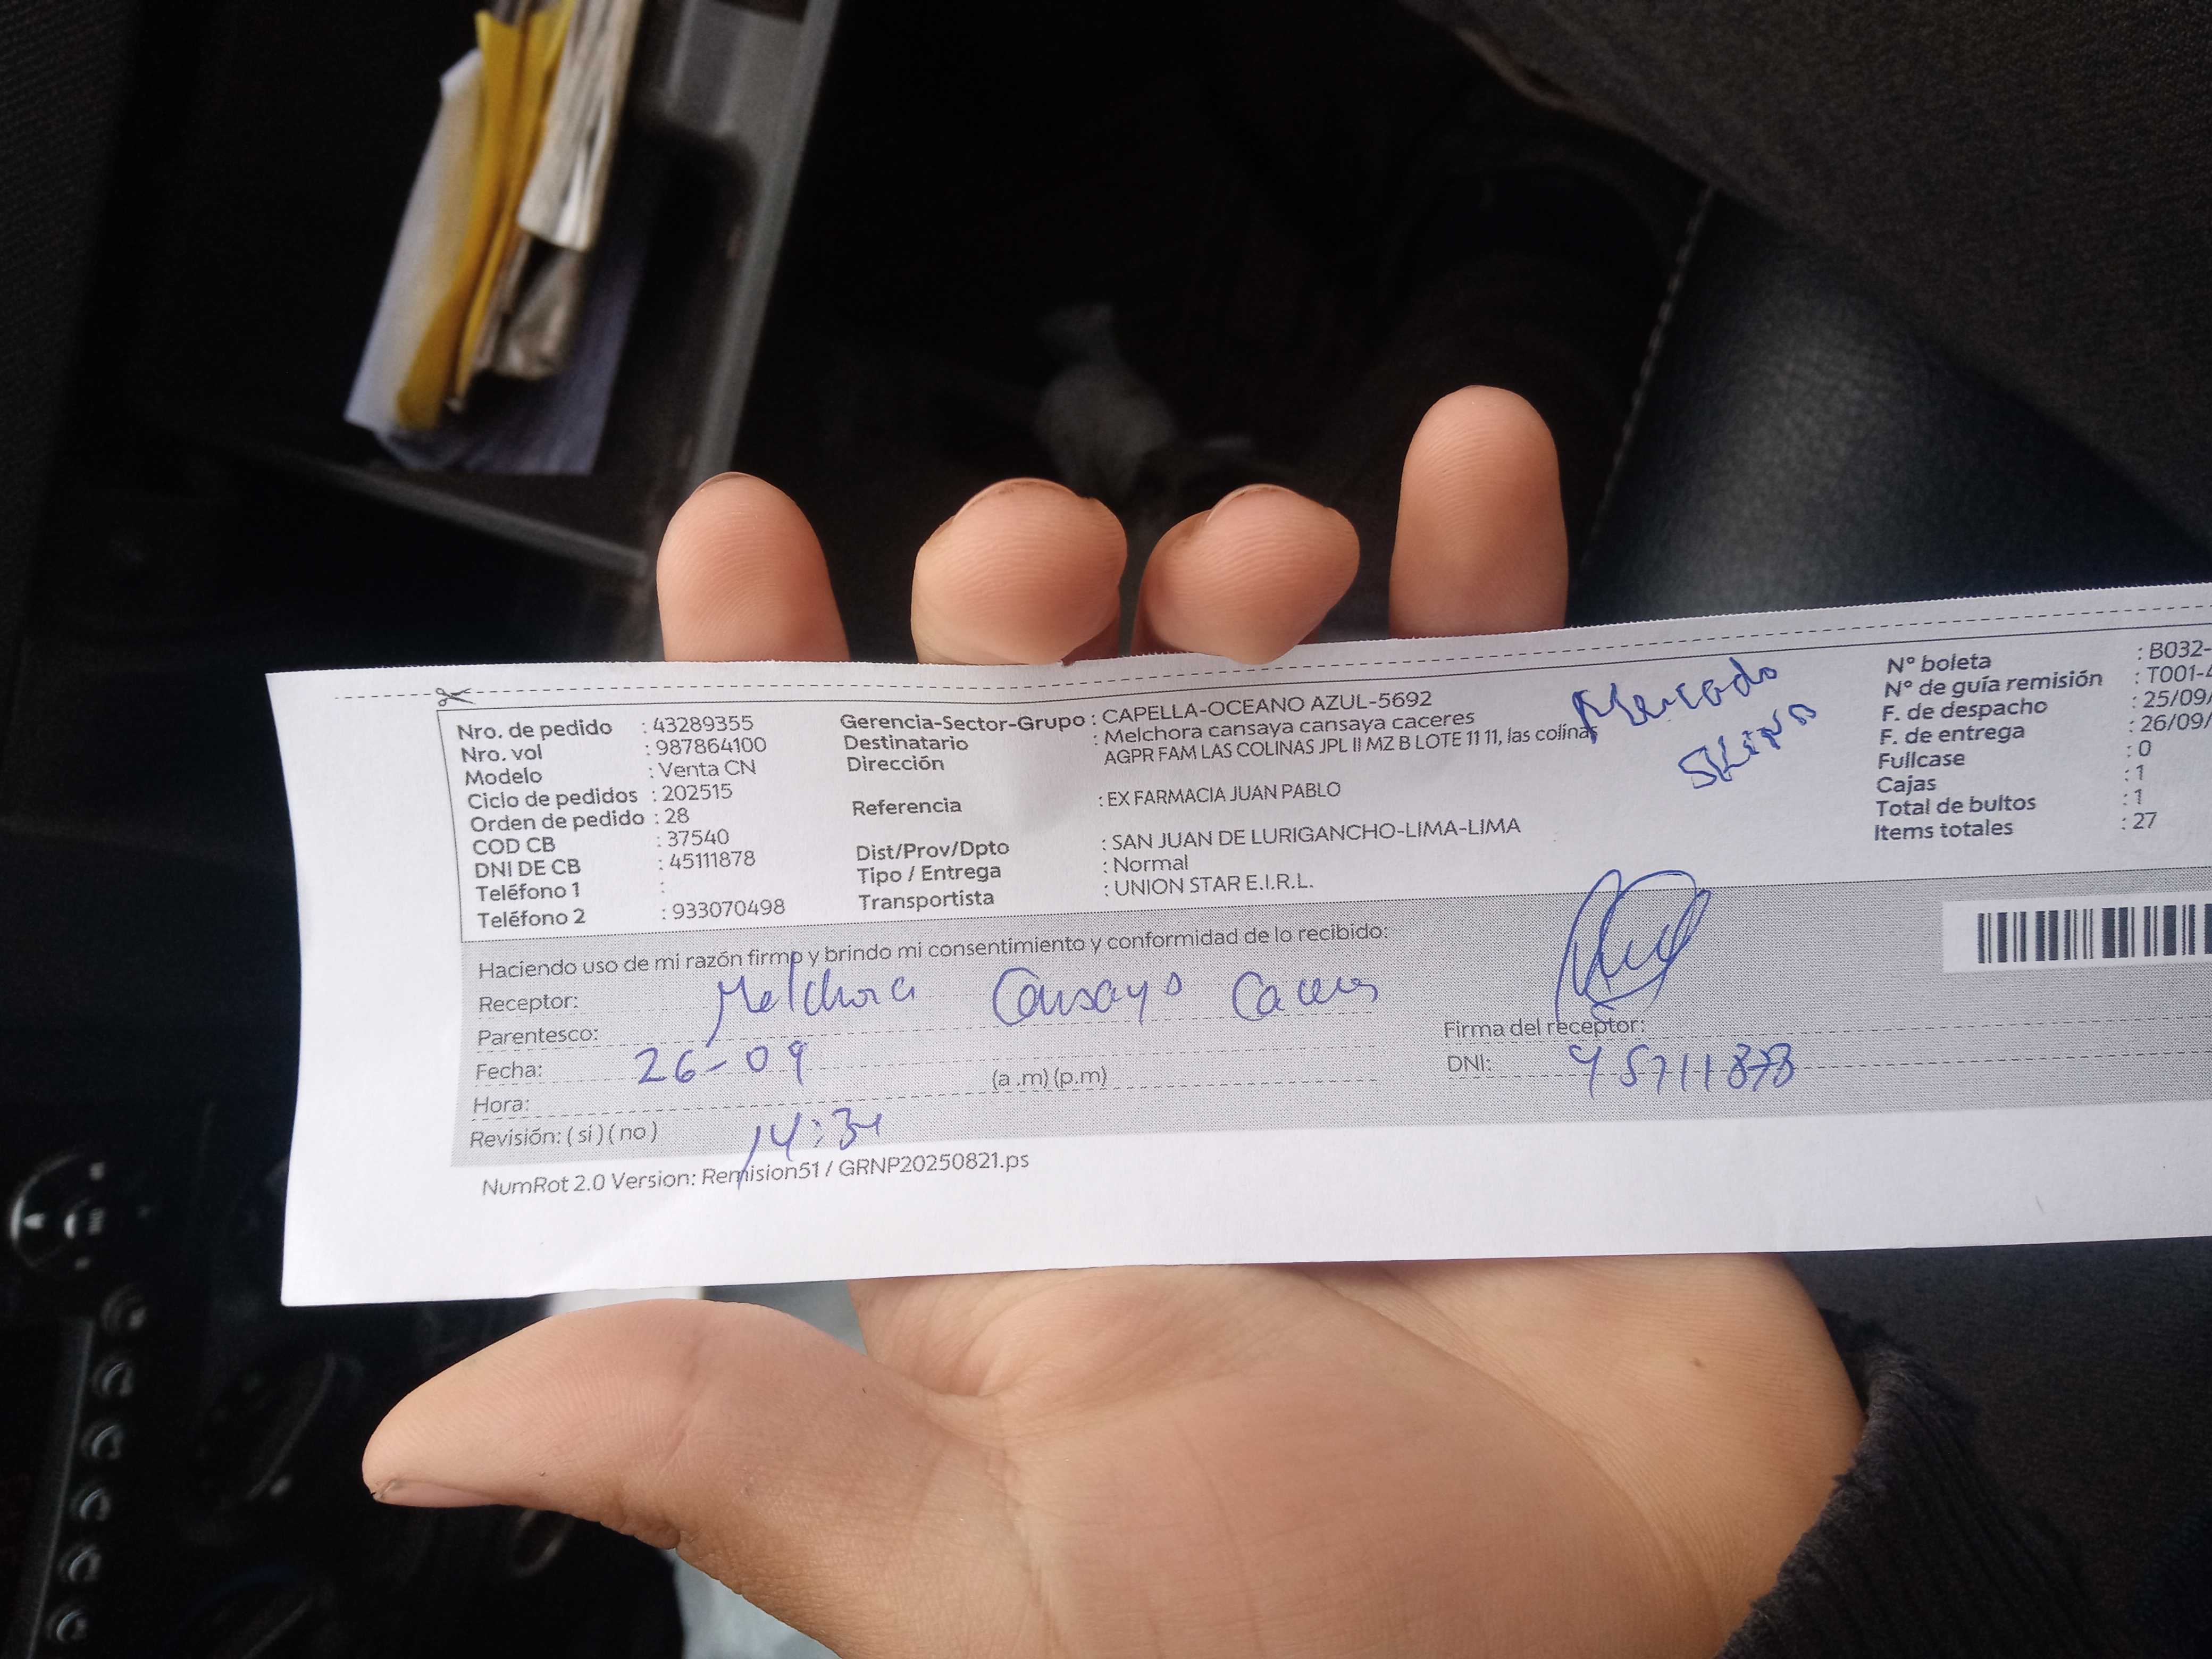 Nro. de pedido : 43289355
Nro. vol : 987864100
Modelo : Venta CN
Ciclo de pedidos : 202515
Orden de pedido : 28
COD CB : 37540
DNI DE CB : 45111878
Teléfono 1 :
Teléfono 2 : 933070498
Gerencia-Sector-Grupo : CAPELLA-OCEANO AZUL-5692
Destinatario : Melchora cansaya cansaya caceres
Dirección AGPR FAM LAS COLINAS JPL II MZ B LOTE 11 11, las colinas
Referencia : EX FARMACIA JUAN PABLO
Dist/Prov/Dpto : SAN JUAN DE LURIGANCHO-LIMA-LIMA
Tipo / Entrega : Normal
Transportista : UNION STAR E.I.R.L.
Mercado
N° boleta : B032-
N° de guía remisión : T001-4
F. de despacho : 25/09/
F. de entrega : 26/09/
Fullcase : 0
Cajas : 1
Total de bultos : 1
Items totales : 27
Haciendo uso de mi razón firmo y brindo mi consentimiento y conformidad de lo recibido:
Receptor: Melchora Cansaya Caceres
Parentesco:
Fecha: 26-09
Hora: (a.m) (p.m)
Revisión: ( si ) ( no ) 14:34
Firma del receptor:
DNI:
NumRot 2.0 Version: Remision51 / GRNP20250821.ps